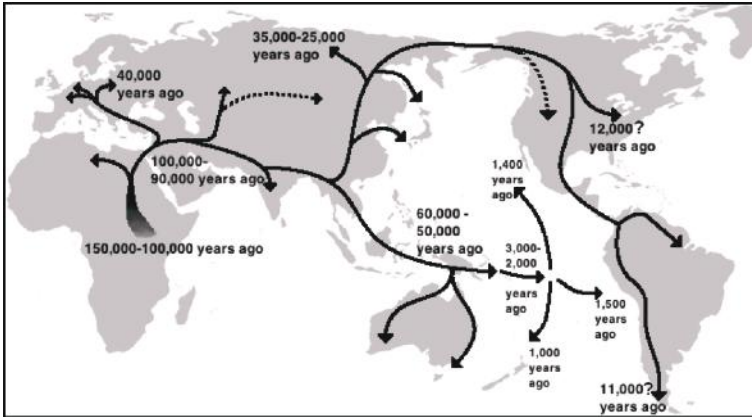 35,000-25,000
years ago
40,000
years ago
12,000?
years ago
100,000-
90,000 years ago
1,400
years
ago
60,000 -
50,000
years ago
150,000-100,000 years ago
3,000-
2,000
years
ago
1,500
years
ago
1,000
years
ago
11,000?
years ago